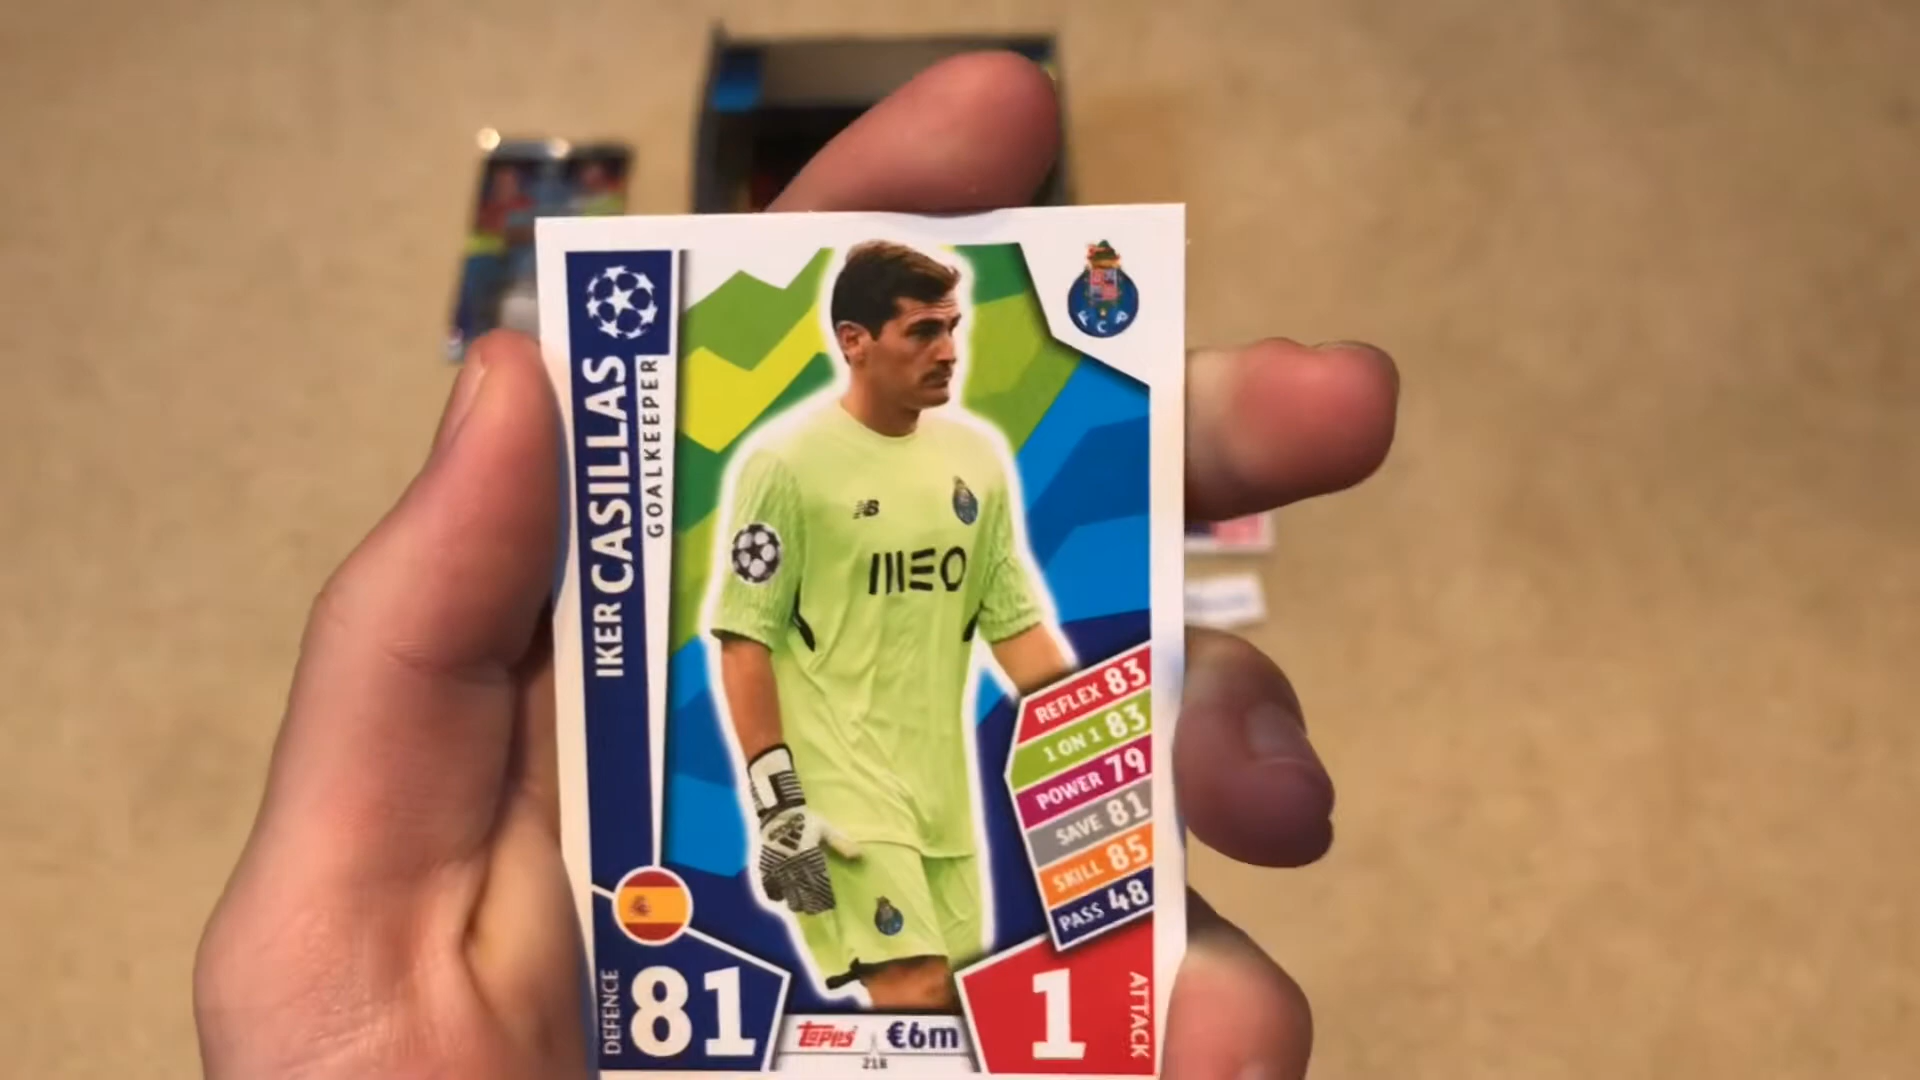 IKER CASILLAS
GOALKEEPER
FCP
NB
MEO
REFLEX 83
1 ON 1 83
POWER 79
SAVE 81
SKILL 85
PASS 48
DEFENCE
81
Topps
€6m
218
1
ATTACK